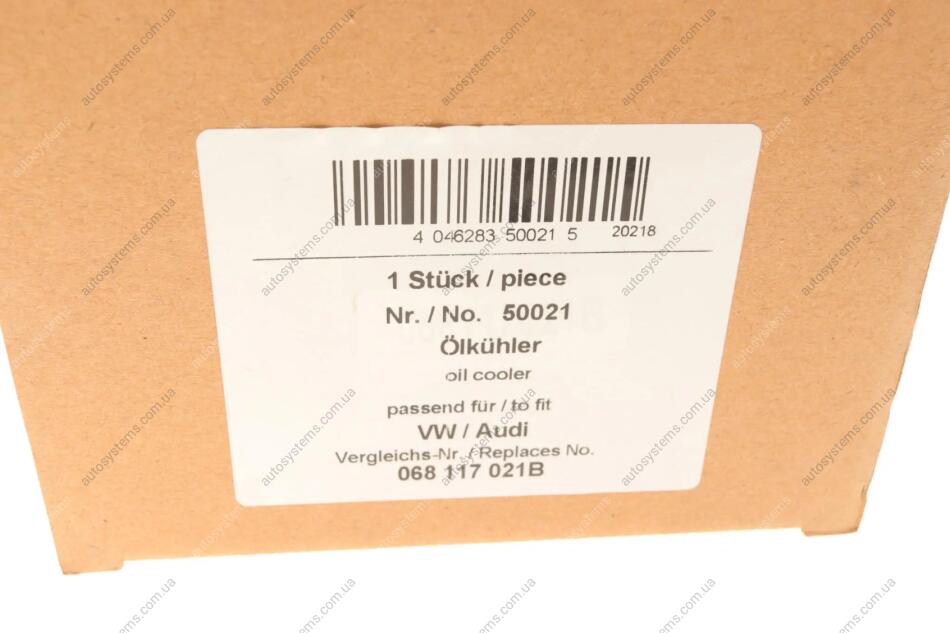 4 046283 50021 5 20218
1 Stück / piece
Nr. / No. 50021
Ölkühler
oil cooler
passend für / to fit
VW / Audi
Vergleichs-Nr. / Replaces No.
068 117 021B
autosystems.com.ua